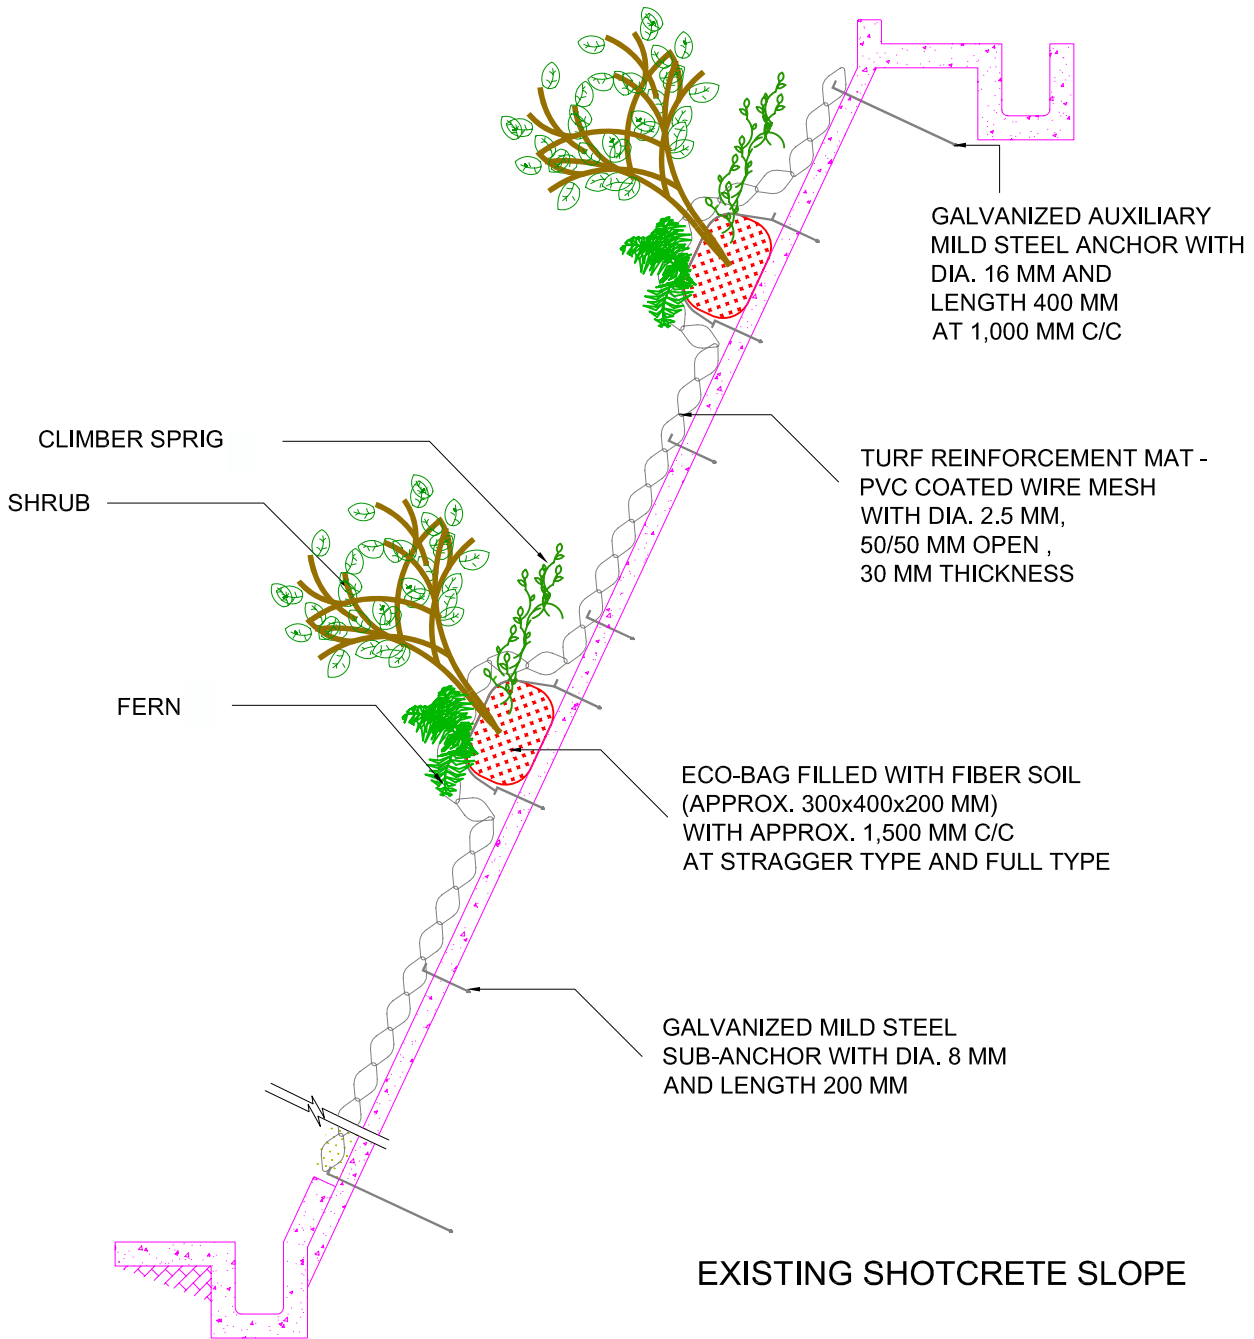 GALVANIZED AUXILIARY
MILD STEEL ANCHOR WITH
DIA. 16 MM AND
LENGTH 400 MM
AT 1,000 MM C/C
CLIMBER SPRIG
SHRUB
TURF REINFORCEMENT MAT -
PVC COATED WIRE MESH
WITH DIA. 2.5 MM,
50/50 MM OPEN ,
30 MM THICKNESS
FERN
ECO-BAG FILLED WITH FIBER SOIL
(APPROX. 300x400x200 MM)
WITH APPROX. 1,500 MM C/C
AT STRAGGER TYPE AND FULL TYPE
GALVANIZED MILD STEEL
SUB-ANCHOR WITH DIA. 8 MM
AND LENGTH 200 MM
EXISTING SHOTCRETE SLOPE